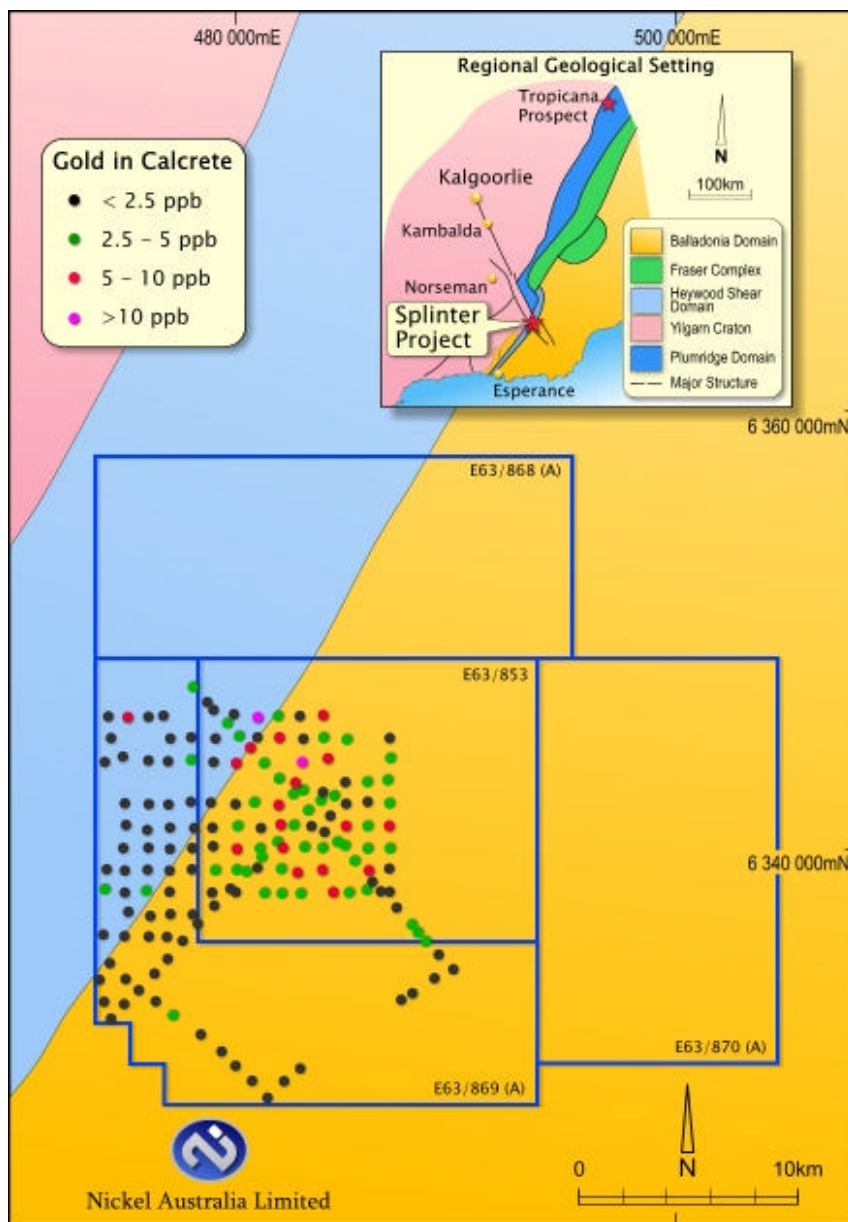 480 000mE
500 000mE
Regional Geological Setting
Tropicana
Prospect
N
100km
Kalgoorlie
Kambalda
Norseman
Splinter
Project
Esperance
Balladonia Domain
Fraser Complex
Heywood Shear
Domain
Yilgarn Craton
Plumridge Domain
Major Structure
Gold in Calcrete
< 2.5 ppb
2.5 – 5 ppb
5 – 10 ppb
>10 ppb
6 360 000mN
E63/868 (A)
E63/853
6 340 000mN
E63/870 (A)
E63/869 (A)
Nickel Australia Limited
0
N
10km